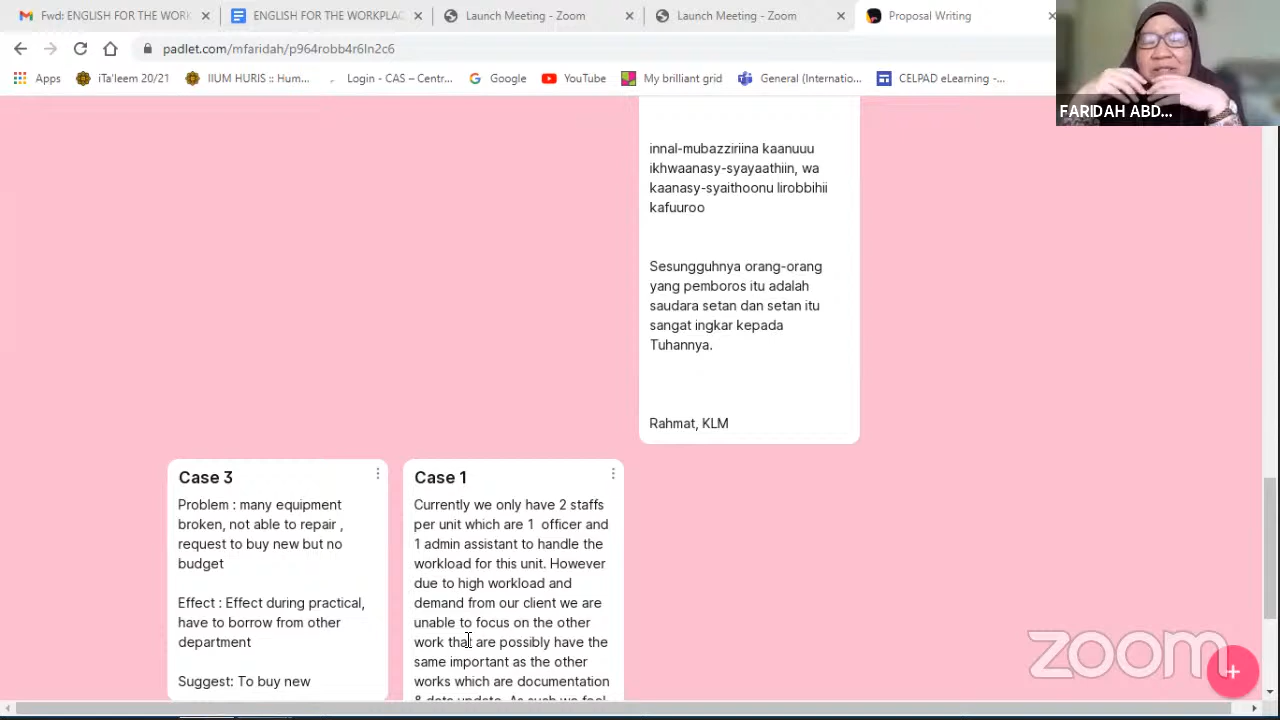 Fwd: ENGLISH FOR THE WORK
ENGLISH FOR THE WORKPLAC
Launch Meeting - Zoom
Launch Meeting - Zoom
Proposal Writing
padlet.com/mfaridah/p964robb4r6ln2c6
Apps
iTa'leem 20/21
IIUM HURIS :: Hum...
Login - CAS – Centr...
Google
YouTube
My brilliant grid
General (Internatio...
CELPAD eLearning -...
FARIDAH ABD...
innal-mubazziriina kaanuuu
ikhwaanasy-syayaathiin, wa
kaanasy-syaithoonu lirobbihii
kafuuroo
Sesungguhnya orang-orang
yang pemboros itu adalah
saudara setan dan setan itu
sangat ingkar kepada
Tuhannya.
Rahmat, KLM
Case 3
Problem : many equipment
broken, not able to repair ,
request to buy new but no
budget
Effect : Effect during practical,
have to borrow from other
department
Suggest: To buy new
Case 1
Currently we only have 2 staffs
per unit which are 1 officer and
1 admin assistant to handle the
workload for this unit. However
due to high workload and
demand from our client we are
unable to focus on the other
work that are possibly have the
same important as the other
works which are documentation
& data update. As such we feel
zoom